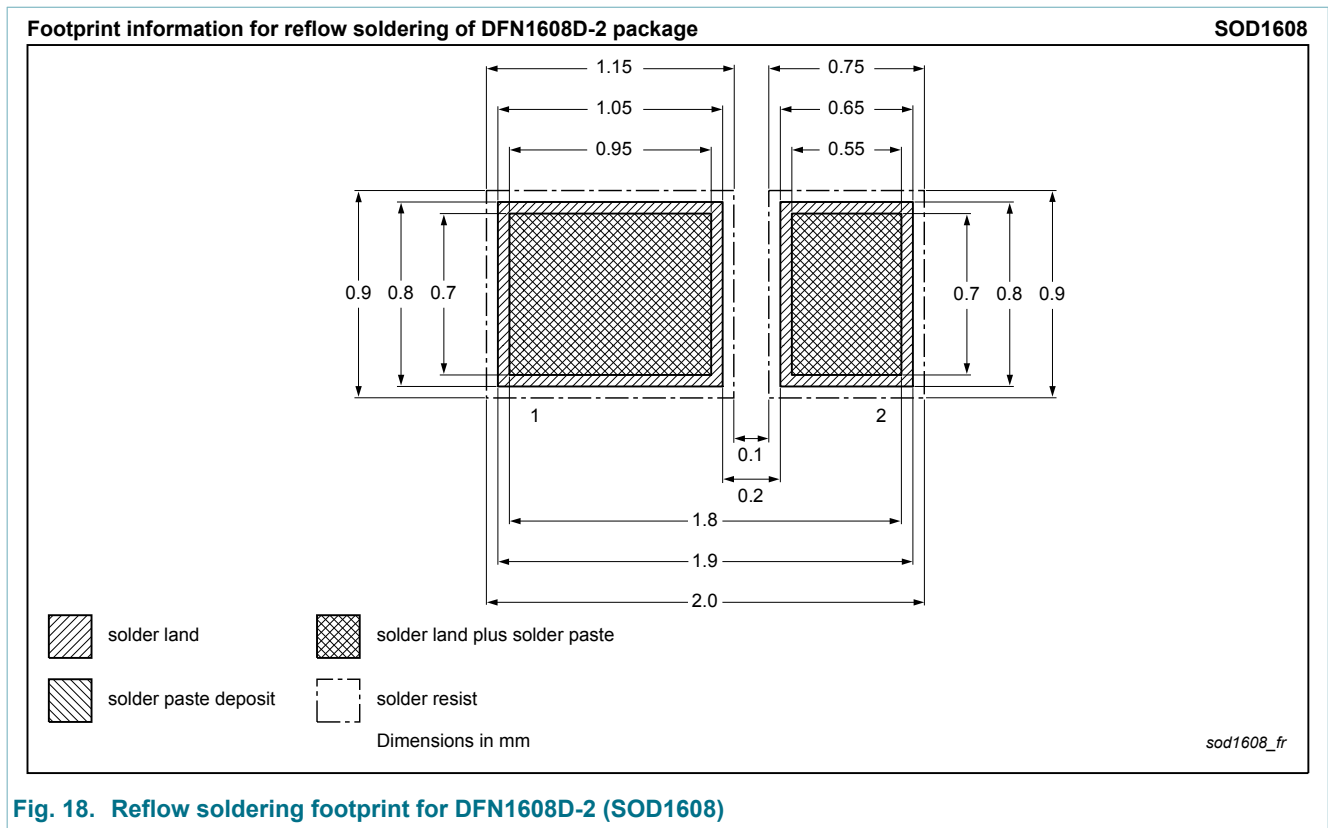 Footprint information for reflow soldering of DFN1608D-2 package SOD1608
1.15 0.75
1.05 0.65
0.95 0.55
0.9 0.8 0.7 0.7 0.8 0.9
1 2
0.1
0.2
1.8
1.9
2.0
solder land solder land plus solder paste
solder paste deposit solder resist
Dimensions in mm sod1608_fr
Fig. 18. Reflow soldering footprint for DFN1608D-2 (SOD1608)